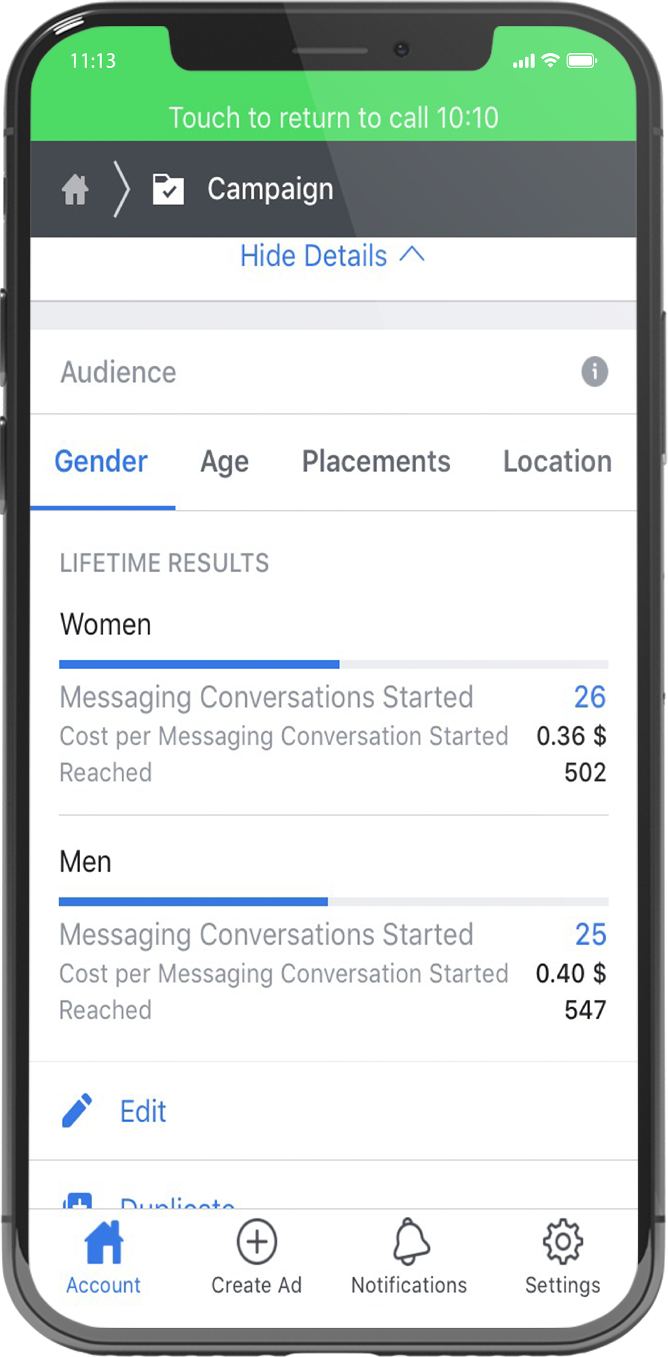 11:13
Touch to return to call 10:10
Campaign
Hide Details
Audience
Gender Age Placements Location
LIFETIME RESULTS
Women
Messaging Conversations Started 26
Cost per Messaging Conversation Started 0.36 $
Reached 502
Men
Messaging Conversations Started 25
Cost per Messaging Conversation Started 0.40 $
Reached 547
Edit
Duplicate
Account Create Ad Notifications Settings